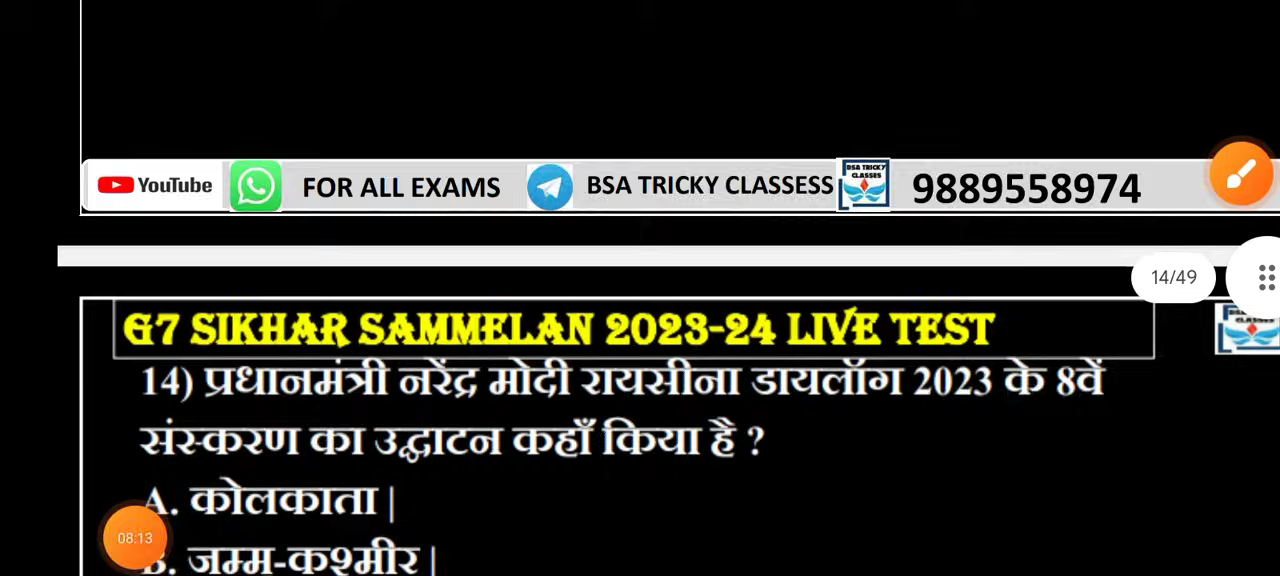 YouTube FOR ALL EXAMS BSA TRICKY CLASSESS BSA TRICKY CLASSES 9889558974
14/49
G7 SIKHAR SAMMELAN 2023-24 LIVE TEST
14) प्रधानमंत्री नरेंद्र मोदी रायसीना डायलॉग 2023 के 8वें
संस्करण का उद्घाटन कहाँ किया है ?
A. कोलकाता |
08:13
B. जम्म-कश्मीर |